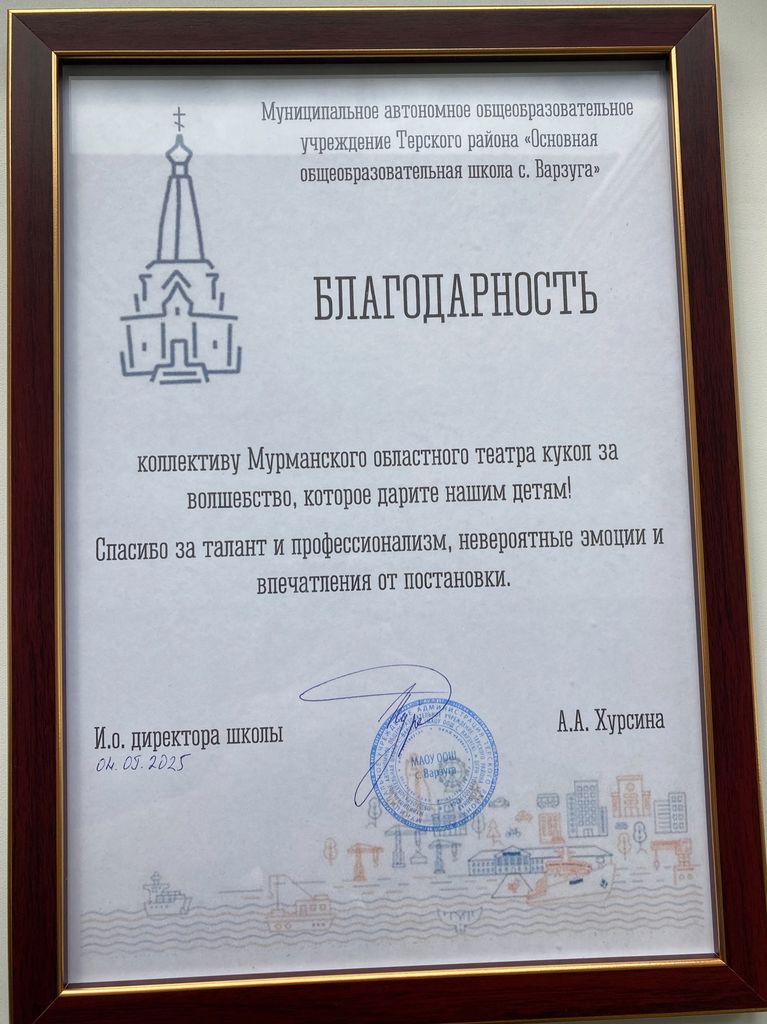 Муниципальное автономное общеобразовательное
учреждение Терского района «Основная
общеобразовательная школа с. Варзуга»
БЛАГОДАРНОСТЬ
коллективу Мурманского областного театра кукол за
волшебство, которое дарите нашим детям!
Спасибо за талант и профессионализм, невероятные эмоции и
впечатления от постановки.
И.о. директора школы
А.А. Хурсина
04.09.2025
МАОУ ООШ
с. Варзуга